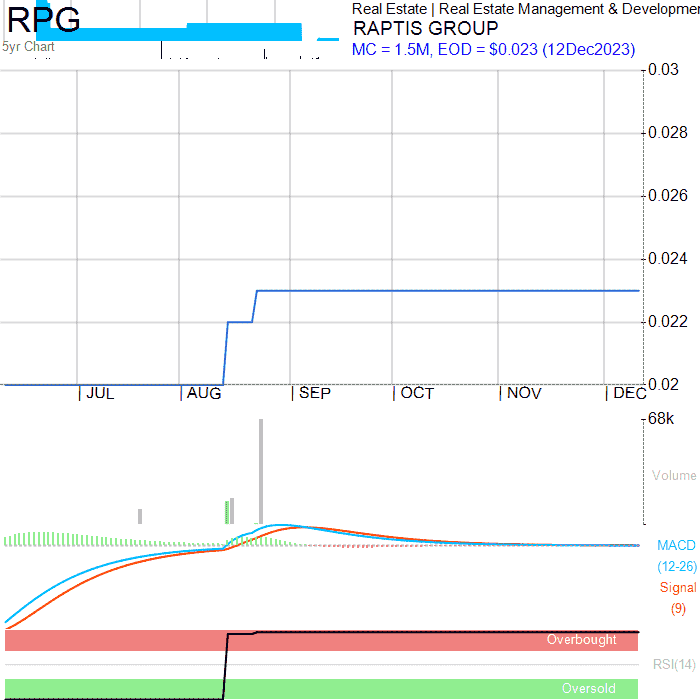 RPG
Real Estate | Real Estate Management & Developmen
RAPTIS GROUP
5yr Chart
MC = 1.5M, EOD = $0.023 (12Dec2023)
0.03
0.028
0.026
0.024
0.022
0.02
JUL AUG SEP OCT NOV DEC
68k
Volume
MACD
(12-26)
Signal
(9)
Overbought
RSI(14)
Oversold